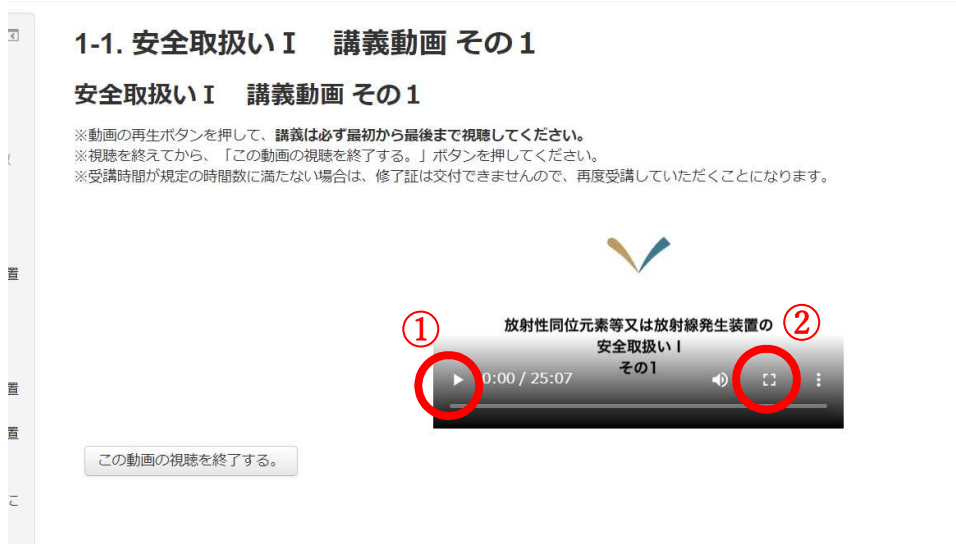 1-1. 安全取扱いⅠ　講義動画 その１
安全取扱いⅠ　講義動画 その１
※動画の再生ボタンを押して、講義は必ず最初から最後まで視聴してください。
※視聴を終えてから、「この動画の視聴を終了する。」ボタンを押してください。
※受講時間が規定の時間数に満たない場合は、修了証は交付できませんので、再度受講していただくことになります。
置
放射性同位元素等又は放射線発生装置の
①
②
安全取扱いⅠ
その1
0:00 / 25:07
置
置
この動画の視聴を終了する。
に